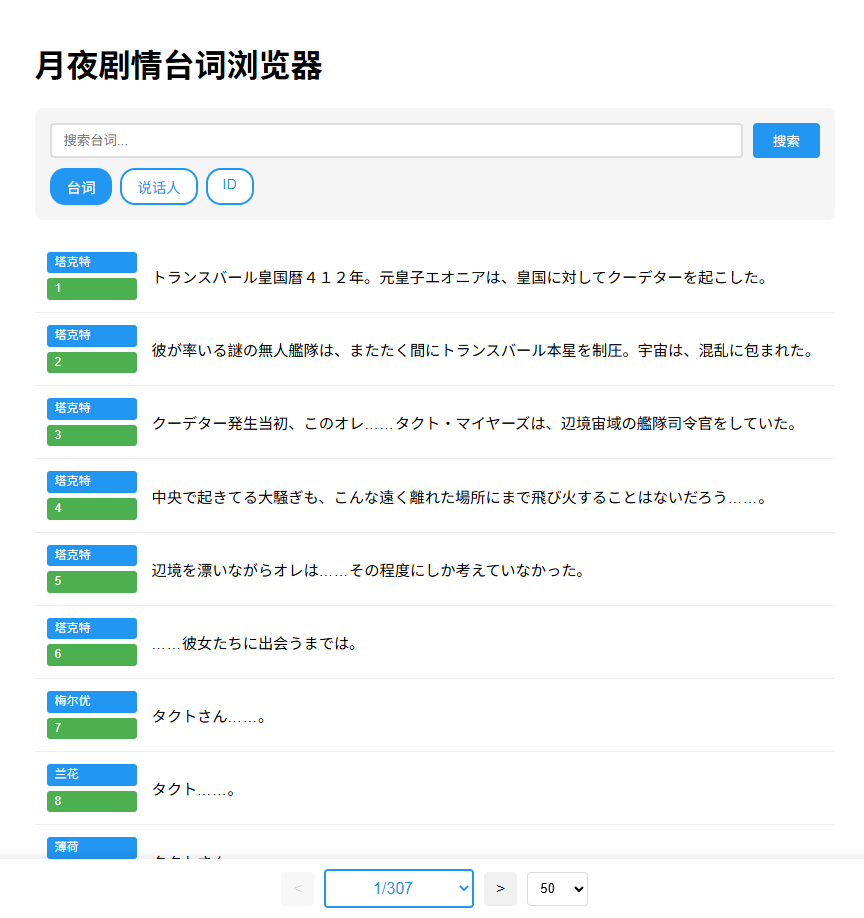 月夜剧情台词浏览器
搜索台词...
搜索
台词
说话人
ID
塔克特
1
トランスバール皇国暦４１２年。元皇子エオニアは、皇国に対してクーデターを起こした。
塔克特
2
彼が率いる謎の無人艦隊は、またたく間にトランスバール本星を制圧。宇宙は、混乱に包まれた。
塔克特
3
クーデター発生当初、このオレ……タクト・マイヤーズは、辺境宙域の艦隊司令官をしていた。
塔克特
4
中央で起きてる大騒ぎも、こんな遠く離れた場所にまで飛び火することはないだろう……。
塔克特
5
辺境を漂いながらオレは……その程度にしか考えていなかった。
塔克特
6
……彼女たちに出会うまでは。
梅尔优
7
タクトさん……。
兰花
8
タクト……。
薄荷
<
1/307
>
50